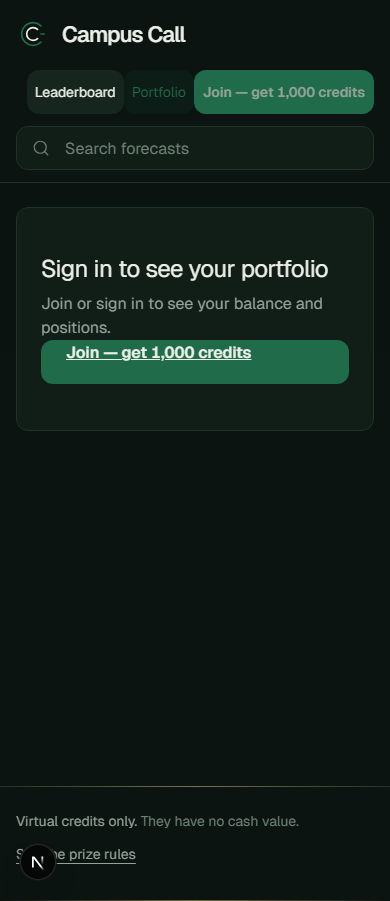 Campus Call
Leaderboard
Portfolio
Join — get 1,000 credits
Search forecasts
Sign in to see your portfolio
Join or sign in to see your balance and
positions.
Join — get 1,000 credits
Virtual credits only. They have no cash value.
prize rules